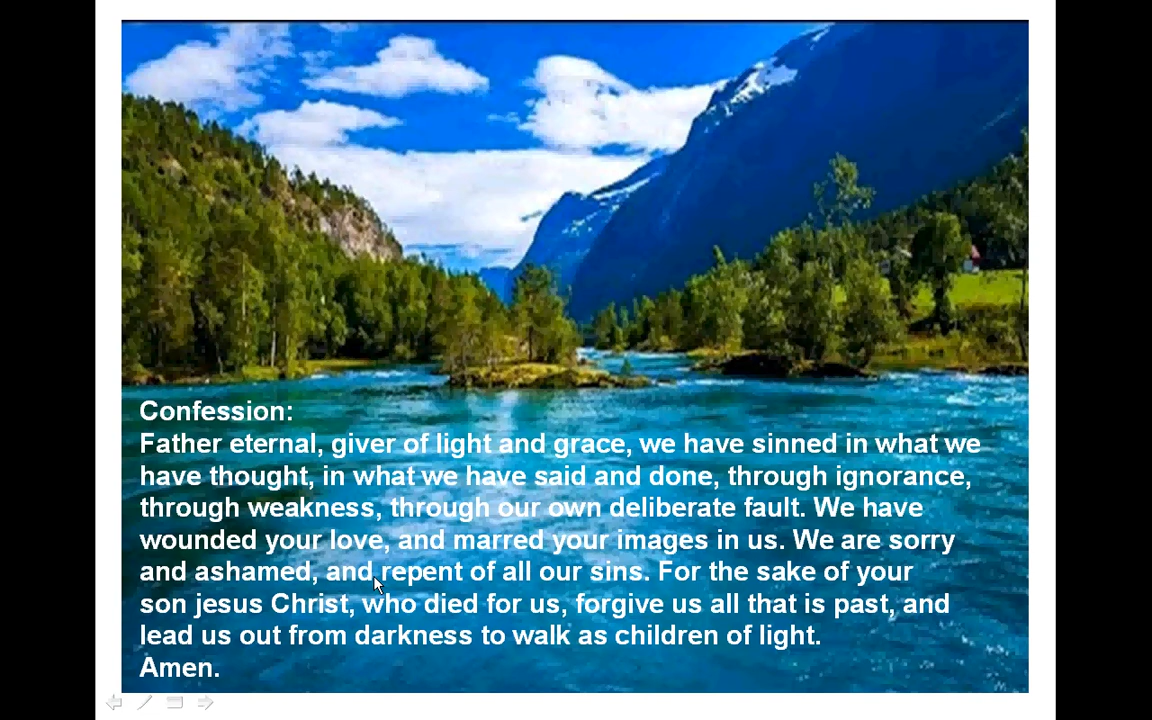 Confession:
Father eternal, giver of light and grace, we have sinned in what we
have thought, in what we have said and done, through ignorance,
through weakness, through our own deliberate fault. We have
wounded your love, and marred your images in us. We are sorry
and ashamed, and repent of all our sins. For the sake of your
son jesus Christ, who died for us, forgive us all that is past, and
lead us out from darkness to walk as children of light.
Amen.